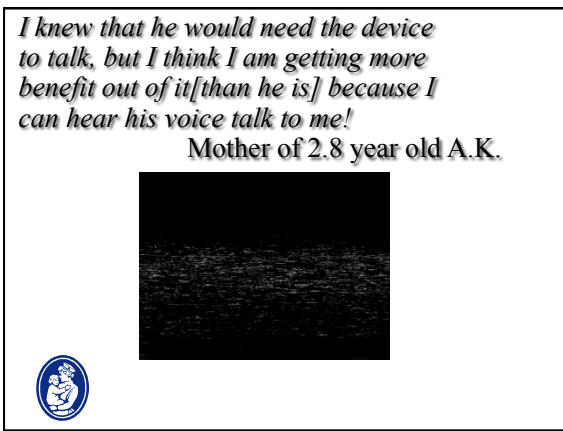 I knew that he would need the device
to talk, but I think I am getting more
benefit out of it[than he is] because I
can hear his voice talk to me!
Mother of 2.8 year old A.K.